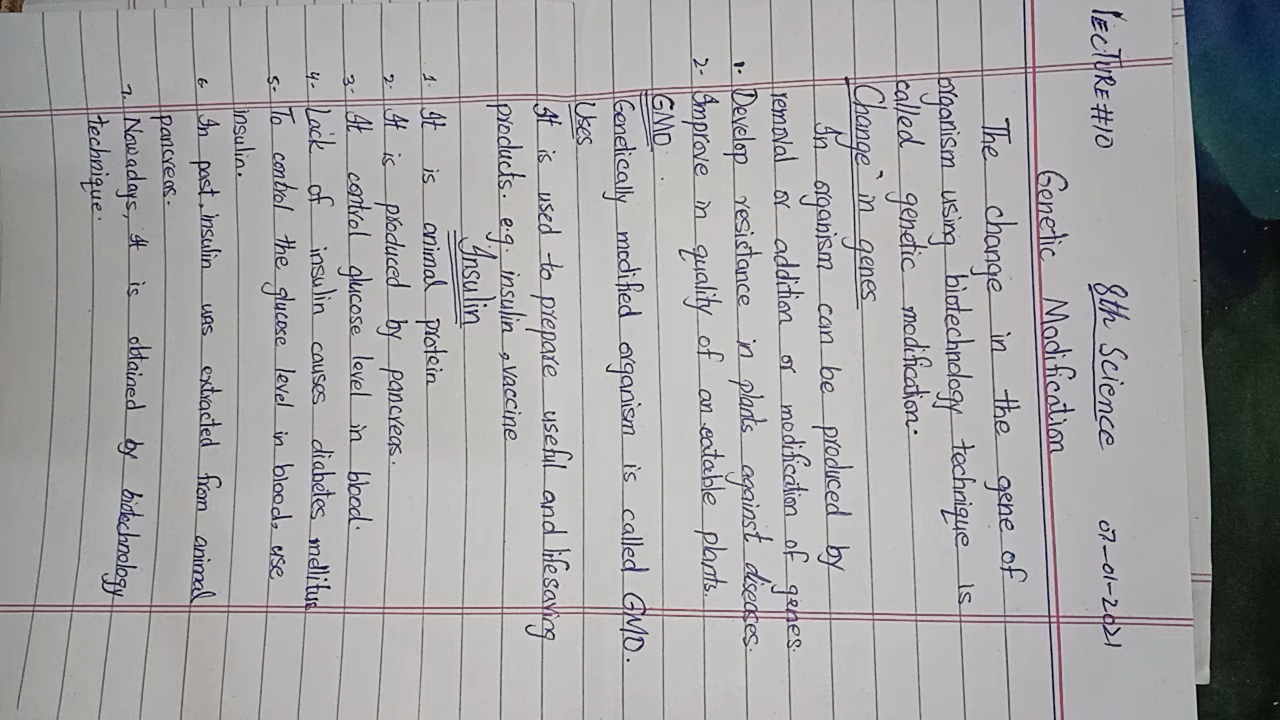 LECTURE#10 8th Science 07-01-2021
Genetic Modification
The change in the gene of
organism using biotechnology technique is
called genetic modification.
Change in genes
In organism can be produced by
removal or addition or modification of genes.
1. Develop resistance in plants against diseases.
2. Improve in quality of an eatable plants.
GMO.
Genetically modified organism is called GMO.
Uses
It is used to prepare useful and lifesaving
products. e.g. insulin, vaccine
Insulin
1. It is animal protein
2. It is produced by pancreas.
3. It control glucose level in blood.
4. Lack of insulin causes diabetes mellitus
5. To control the glucose level in blood, use
insulin.
6. In past, insulin was extracted from animal
pancreas.
7. Nowadays, it is obtained by biotechnology
technique.